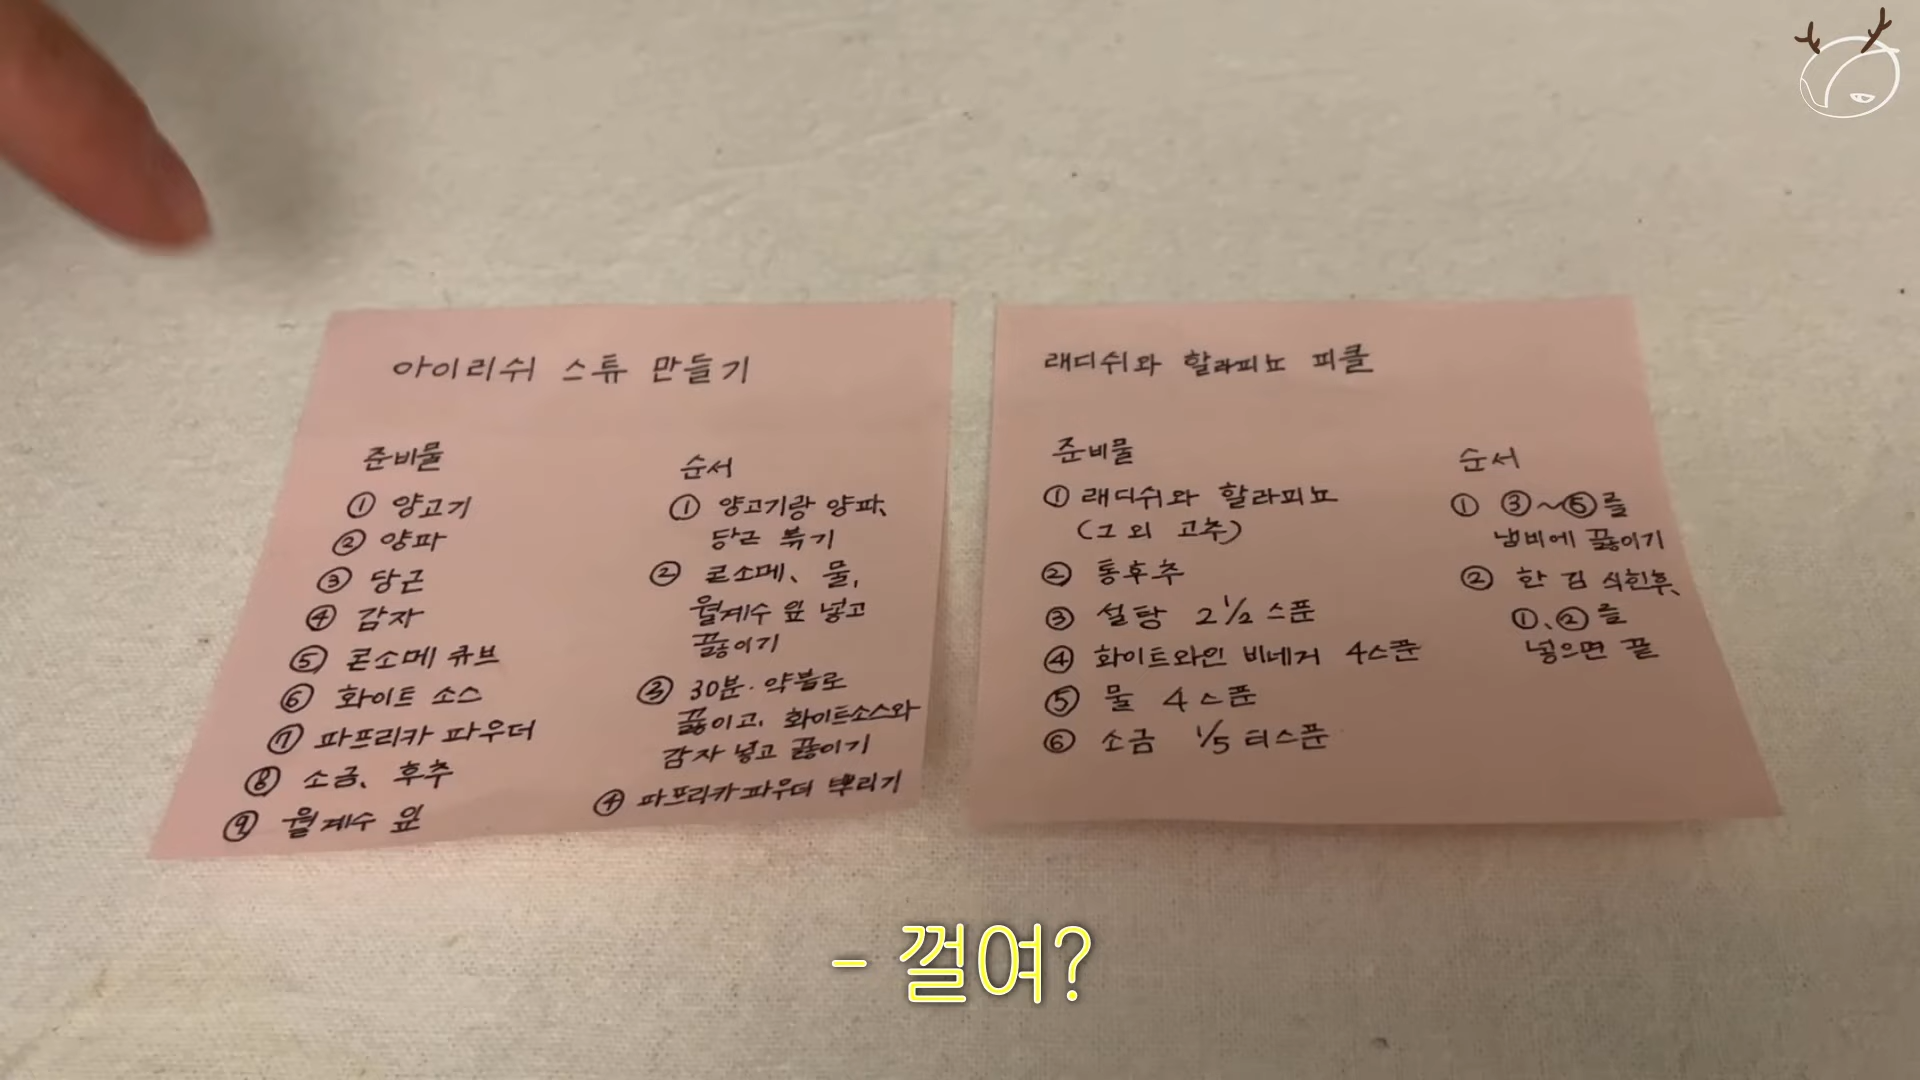 아이리쉬 스튜 만들기
준비물
① 양고기
② 양파
③ 당근
④ 감자
⑤ 콘소메 큐브
⑥ 화이트 소스
⑦ 파프리카 파우더
⑧ 소금、후추
⑨ 월계수 잎
순서
① 양고기랑 양파、
당근 볶기
② 콘소메、물,
월계수 잎 넣고
끓이기
③ 30분·약불로
끓이고, 화이트소스와
감자 넣고 끓이기
④ 파프리카파우더 뿌리기
래디쉬와 할라피뇨 피클
준비물
① 래디쉬와 할라피뇨
(그 외 고추)
② 통후추
③ 설탕 2 1/2 스푼
④ 화이트와인 비네거 4스푼
⑤ 물 4스푼
⑥ 소금 1/5 티스푼
순서
① ③~⑥를
냄비에 끓이기
② 한 김 식힌후、
①、②를
넣으면 끝
- 껄여?